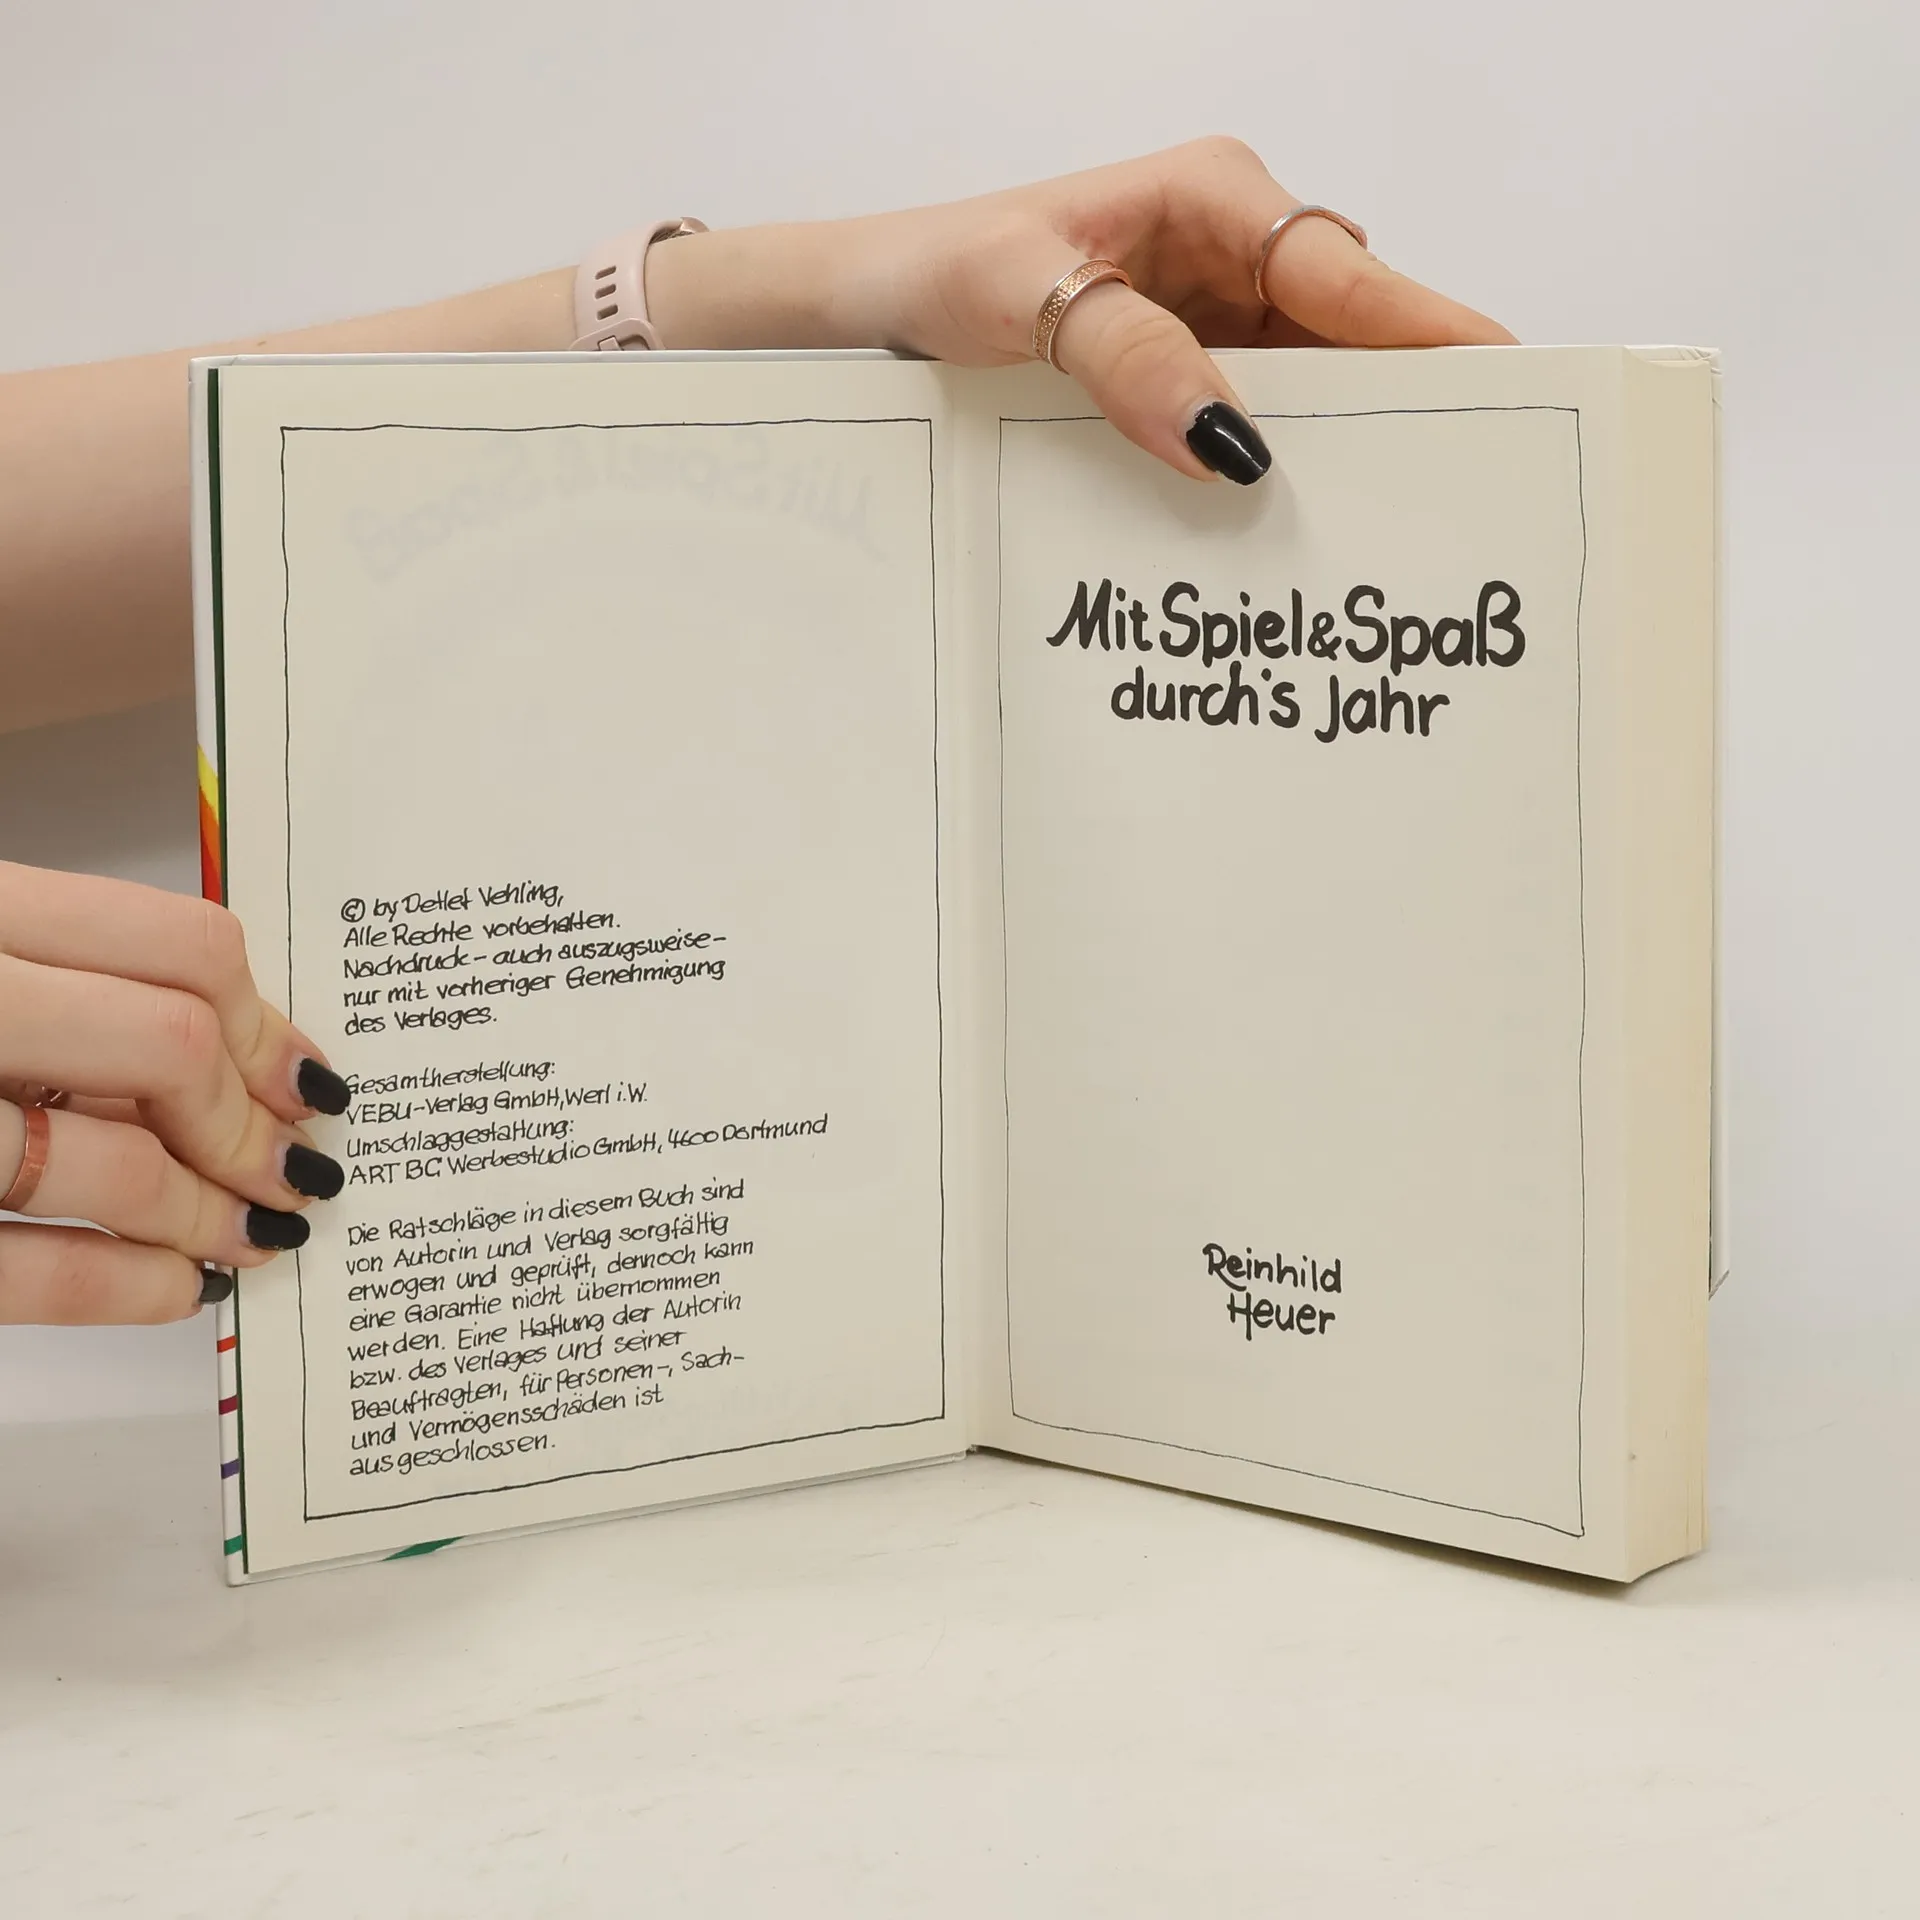 © by Detlef Vehling,
Alle Rechte vorbehalten.
Nachdruck - auch auszugsweise -
nur mit vorheriger Genehmigung
des Verlages.
Gesamtherstellung:
VEBU-Verlag GmbH, Werl i.W.
Umschlaggestaltung:
ART BC Werbestudio GmbH, 4600 Dortmund
Die Ratschläge in diesem Buch sind
von Autorin und Verlag sorgfältig
erwogen und geprüft, dennoch kann
eine Garantie nicht übernommen
werden. Eine Haftung der Autorin
bzw. des Verlages und seiner
Beauftragten, für Personen-, Sach-
und Vermögensschäden ist
ausgeschlossen.
Mit Spiel & Spaß
durch's Jahr
Reinhild
Heuer